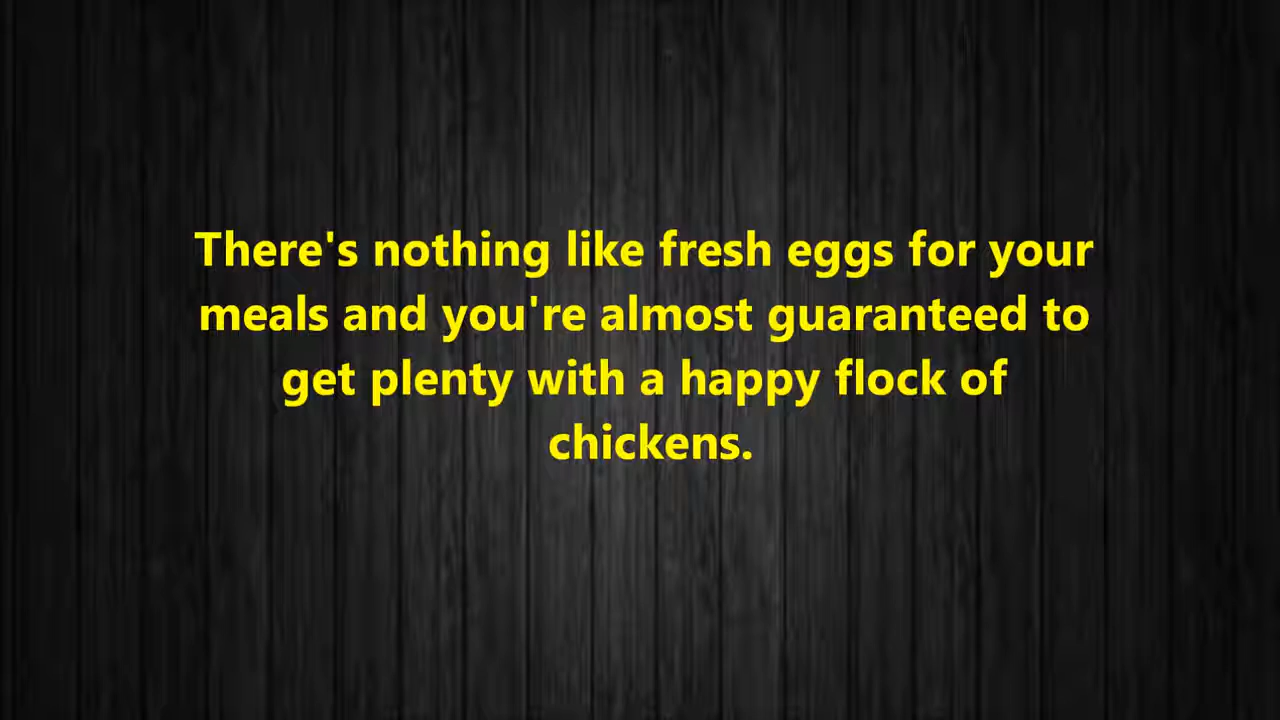 There's nothing like fresh eggs for your
meals and you're almost guaranteed to
get plenty with a happy flock of
chickens.